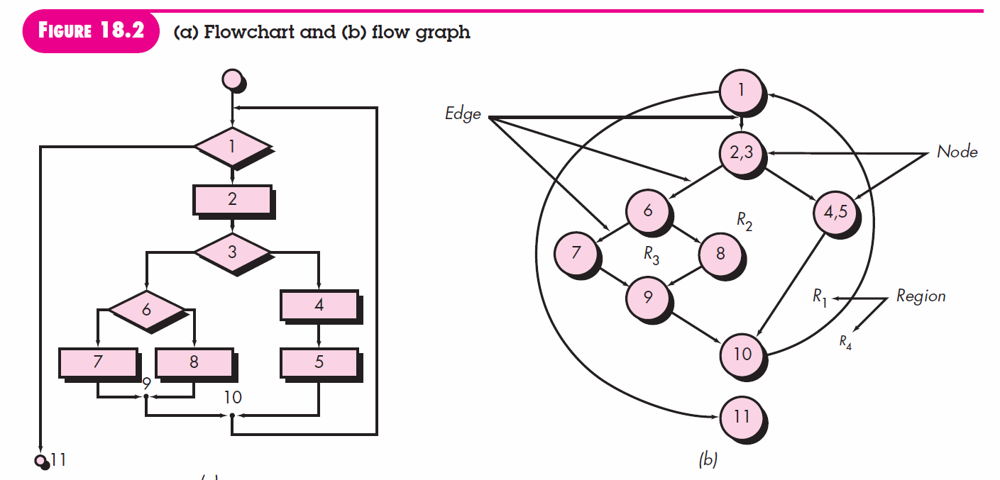 FIGURE 18.2 (a) Flowchart and (b) flow graph
1
2
3
6
4
7
8
5
9
10
11
Edge
1
2,3
Node
6
4,5
R2
7
R3
8
9
R1
Region
R4
10
11
(b)